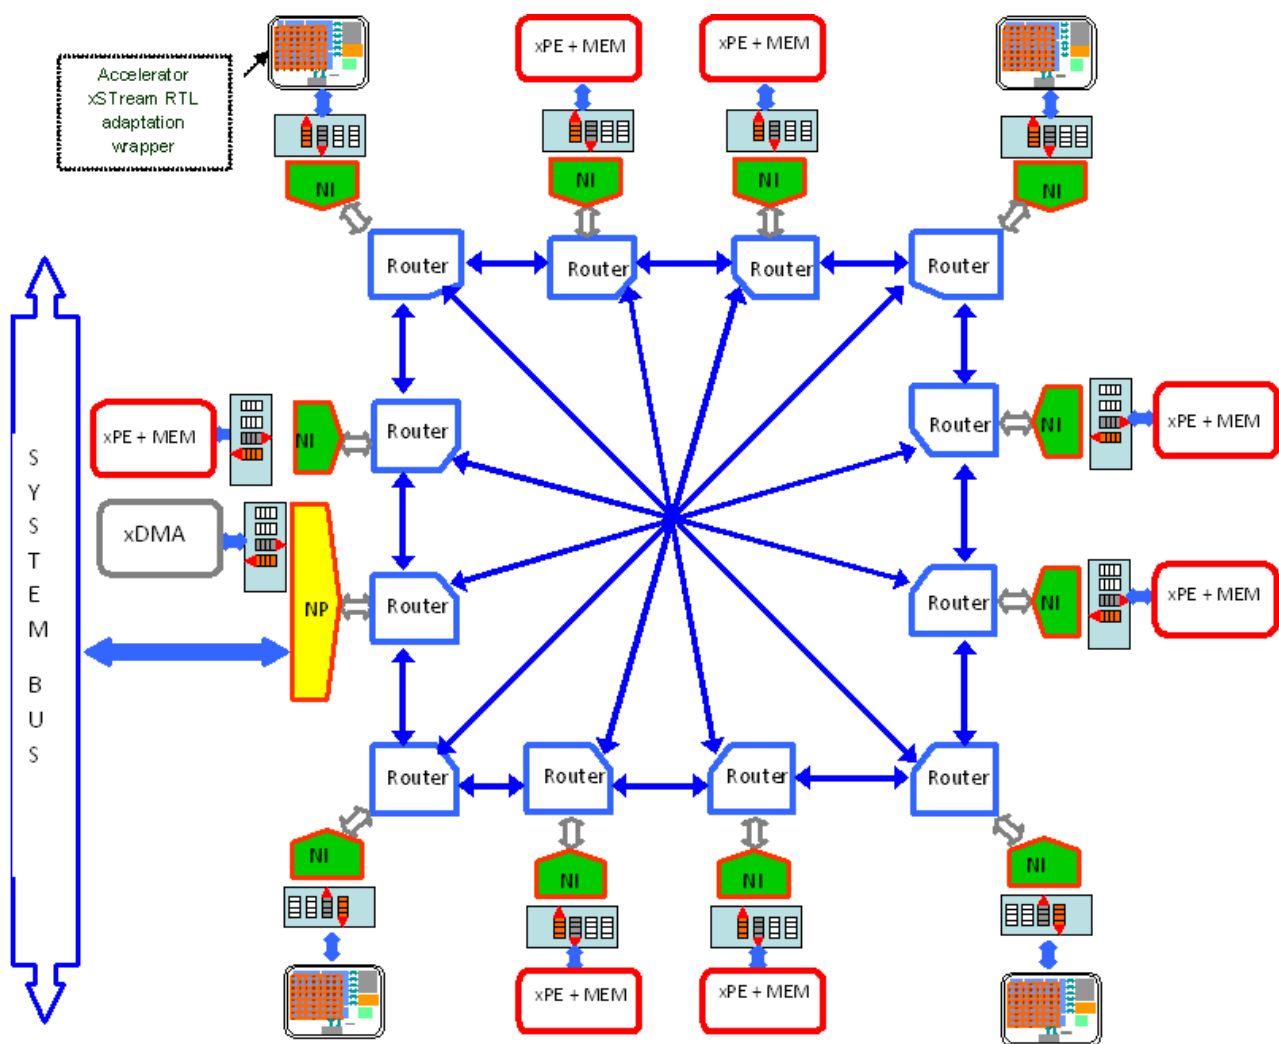 Accelerator
xSTream RTL
adaptation
wrapper
xPE + MEM
xPE + MEM
NI
NI
NI
NI
Router
Router
Router
Router
xPE + MEM
NI
Router
Router
NI
xPE + MEM
xDMA
NP
Router
Router
NI
xPE + MEM
SYSTEM BUS
Router
Router
Router
Router
NI
NI
NI
NI
xPE + MEM
xPE + MEM